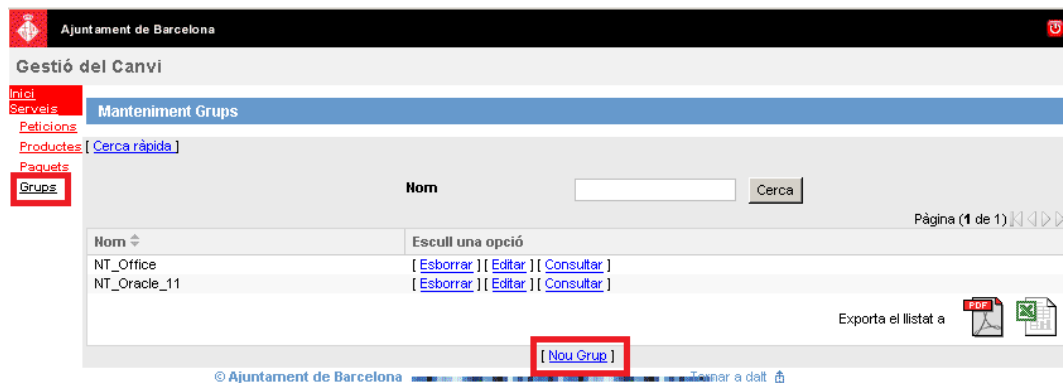 Ajuntament de Barcelona
Gestió del Canvi
Inici
Serveis
Peticions
Productes
Paquets
Grups
Manteniment Grups
[ Cerca ràpida ]
Nom
Cerca
Pàgina (1 de 1)
Nom Escull una opció
NT_Office [ Esborrar ] [ Editar ] [ Consultar ]
NT_Oracle_11 [ Esborrar ] [ Editar ] [ Consultar ]
Exporta el llistat a
PDF
[ Nou Grup ]
© Ajuntament de Barcelona Tornar a dalt